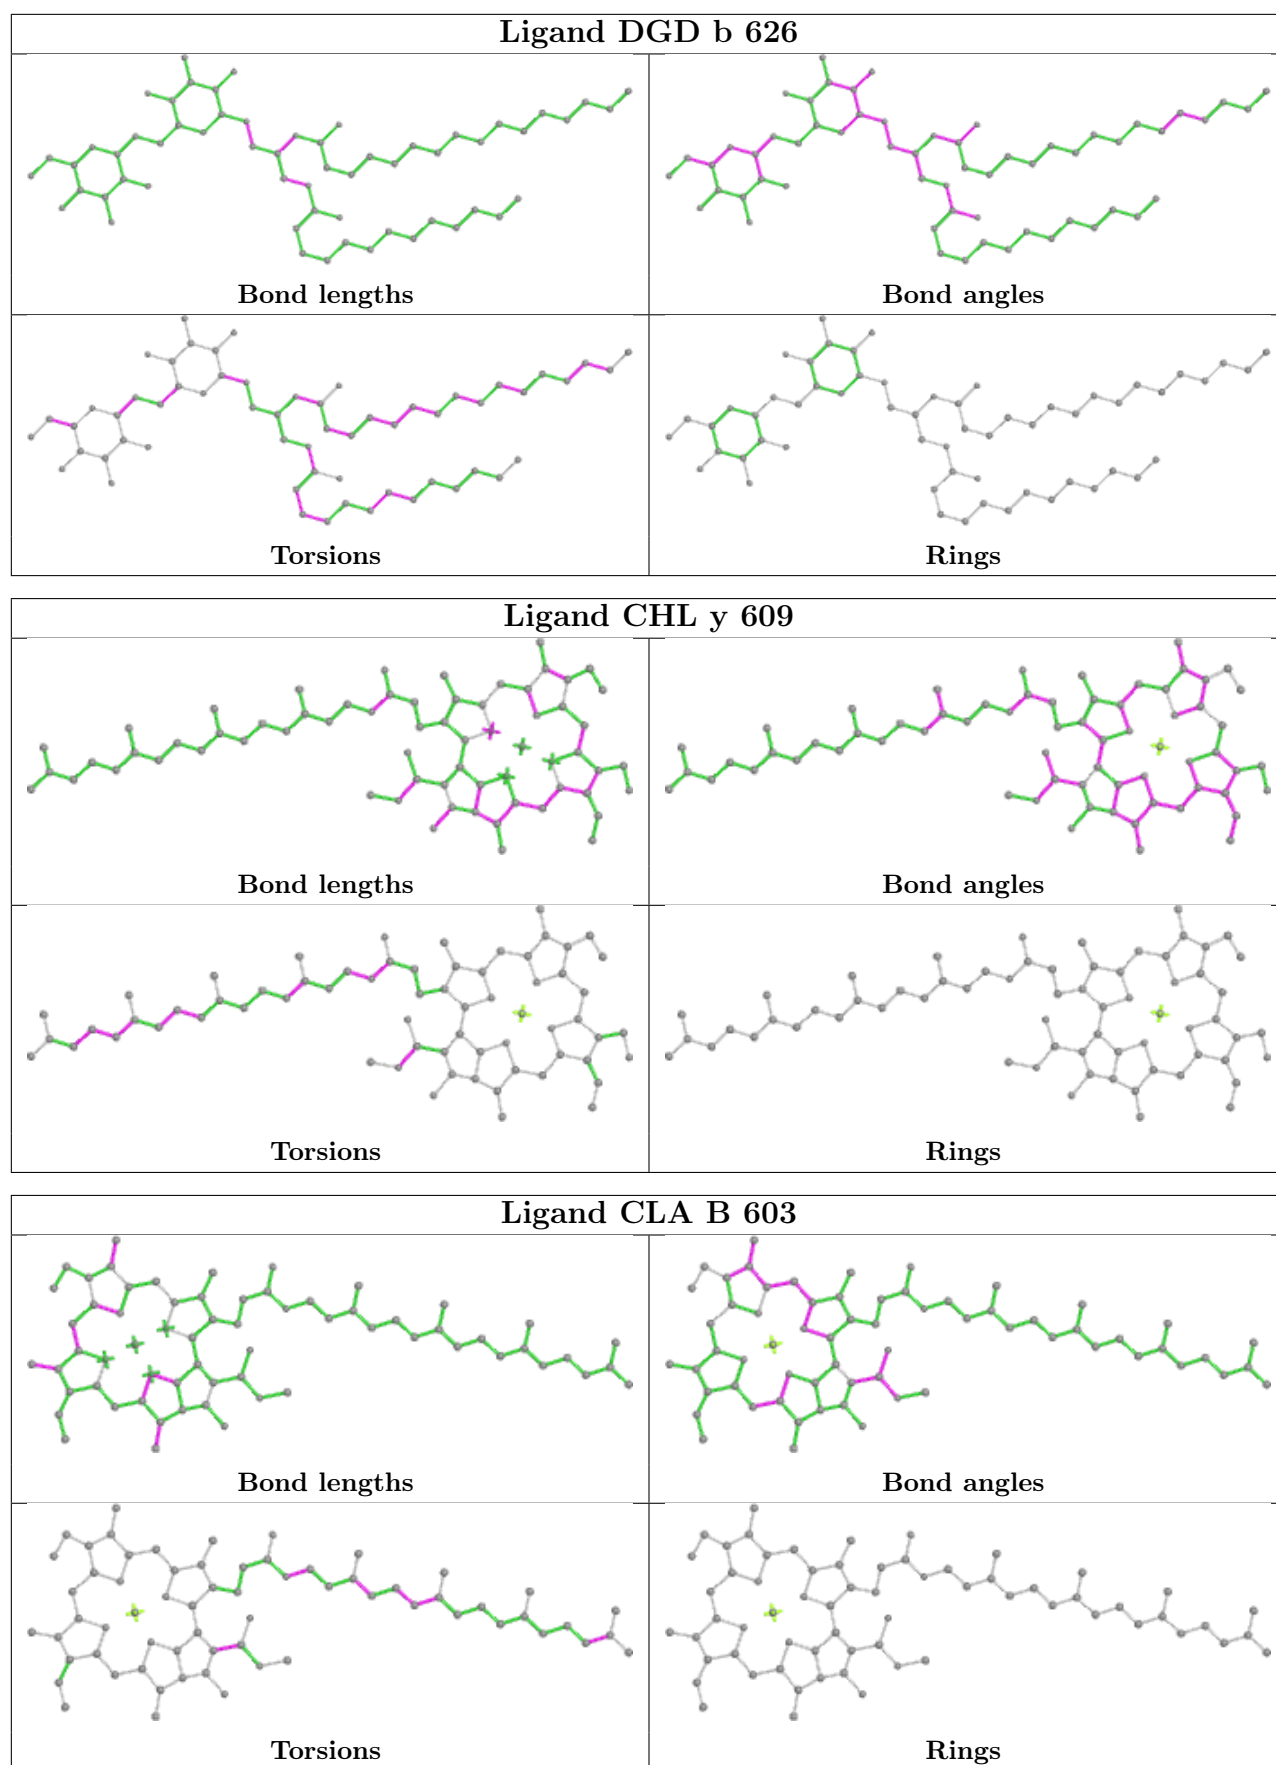 Ligand DGD b 626
Bond lengths
Bond angles
Torsions
Rings
Ligand CHL y 609
Bond lengths
Bond angles
Torsions
Rings
Ligand CLA B 603
Bond lengths
Bond angles
Torsions
Rings